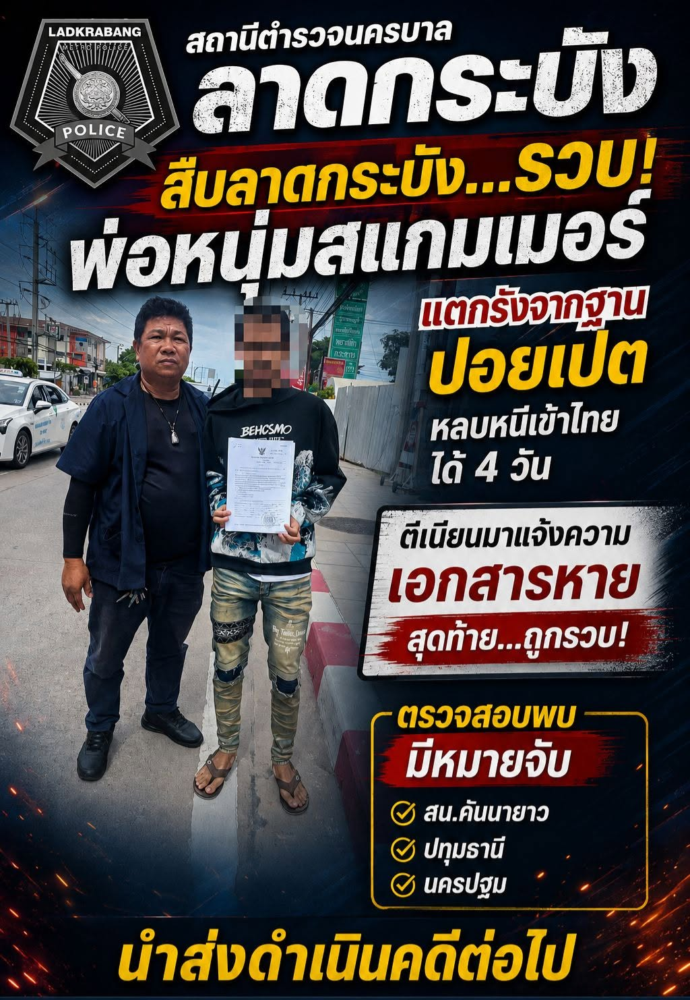 LADKRABANG
METRO POLICE
POLICE
สถานีตำรวจนครบาล
ลาดกระบัง
สืบลาดกระบัง...รวบ!
พ่อหนุ่มสแกมเมอร์
แตกรังจากฐาน
ปอยเปต
หลบหนีเข้าไทย
ได้ 4 วัน
BEHCSMO
ตีเนียนมาแจ้งความ
เอกสารหาย
สุดท้าย...ถูกรวบ!
ตรวจสอบพบ
มีหมายจับ
สน.คันนายาว
ปทุมธานี
นครปฐม
นำส่งดำเนินคดีต่อไป